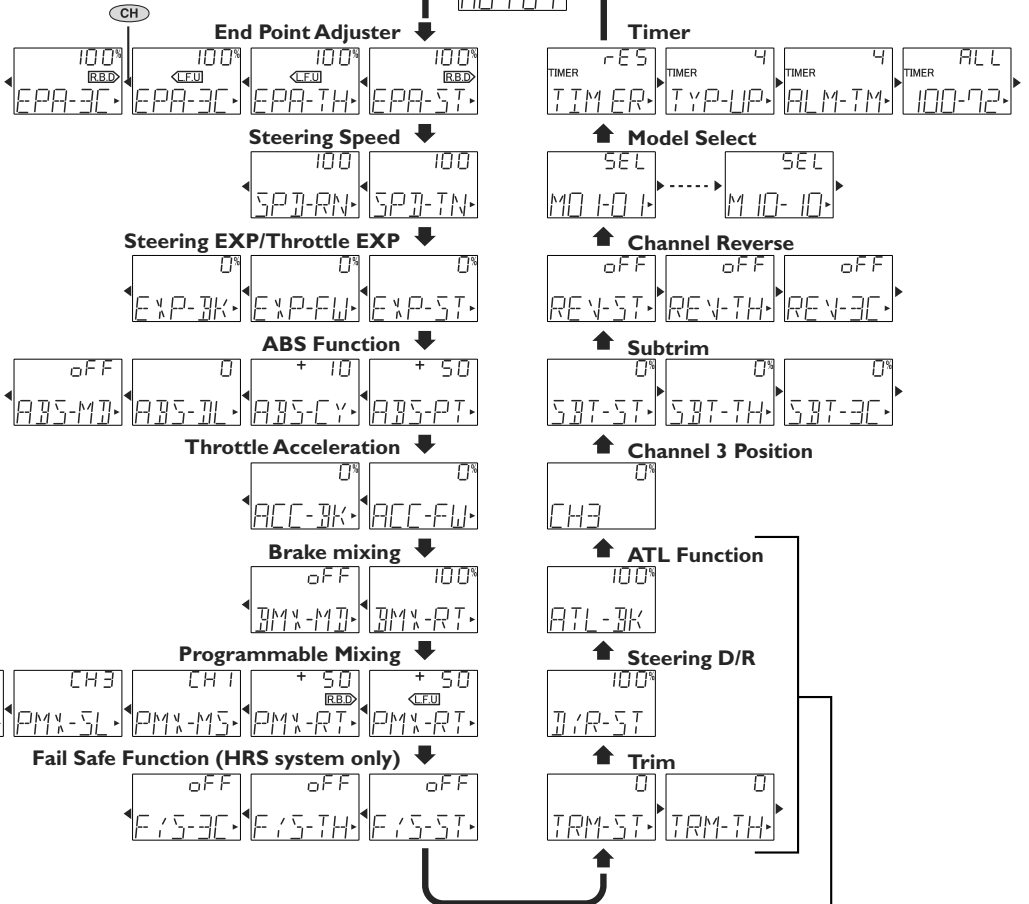 CH
End Point Adjuster
100% 100% 100% 100%
R.B.D L.F.U L.F.U R.B.D
EPA-3C EPA-3C EPA-TH EPA-ST
Steering Speed
100 100
SPD-RN SPD-TN
Steering EXP/Throttle EXP
0% 0% 0%
EXP-BK EXP-FW EXP-ST
ABS Function
oFF 0 + 10 + 50
ABS-MD ABS-DL ABS-CY ABS-PT
Throttle Acceleration
0% 0%
ACC-BK ACC-FW
Brake mixing
oFF 100%
BMX-MD BMX-RT
Programmable Mixing
CH3 CH1 + 50 + 50
R.B.D L.F.U
PMX-SL PMX-MS PMX-RT PMX-RT
Fail Safe Function (HRS system only)
oFF oFF oFF
F/S-3C F/S-TH F/S-ST
Timer
rES 4 4 ALL
TIMER TIMER TIMER TIMER
TIMER TYP-UP ALM-TM 100-72
Model Select
SEL SEL
M01-01 M10-10
Channel Reverse
oFF oFF oFF
REV-ST REV-TH REV-3C
Subtrim
0% 0% 0%
SBT-ST SBT-TH SBT-3C
Channel 3 Position
0%
CH3
ATL Function
100%
ATL-BK
Steering D/R
100%
D/R-ST
Trim
0 0
TRM-ST TRM-TH